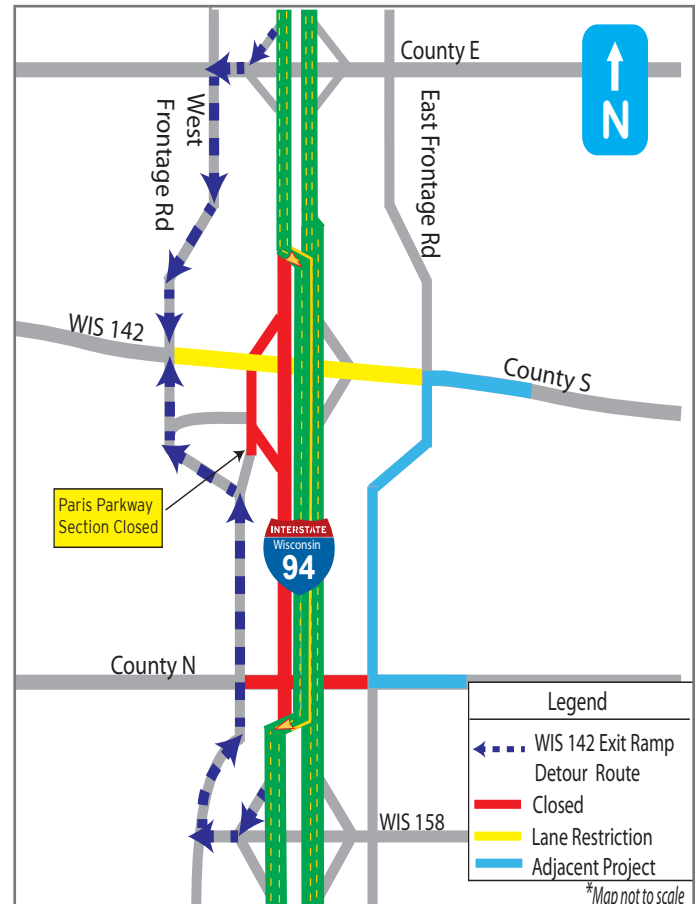 County E
N
West
Frontage Rd
East Frontage Rd
WIS 142
County S
Paris Parkway
Section Closed
INTERSTATE
Wisconsin
94
County N
WIS 158
Legend
WIS 142 Exit Ramp
Detour Route
Closed
Lane Restriction
Adjacent Project
*Map not to scale